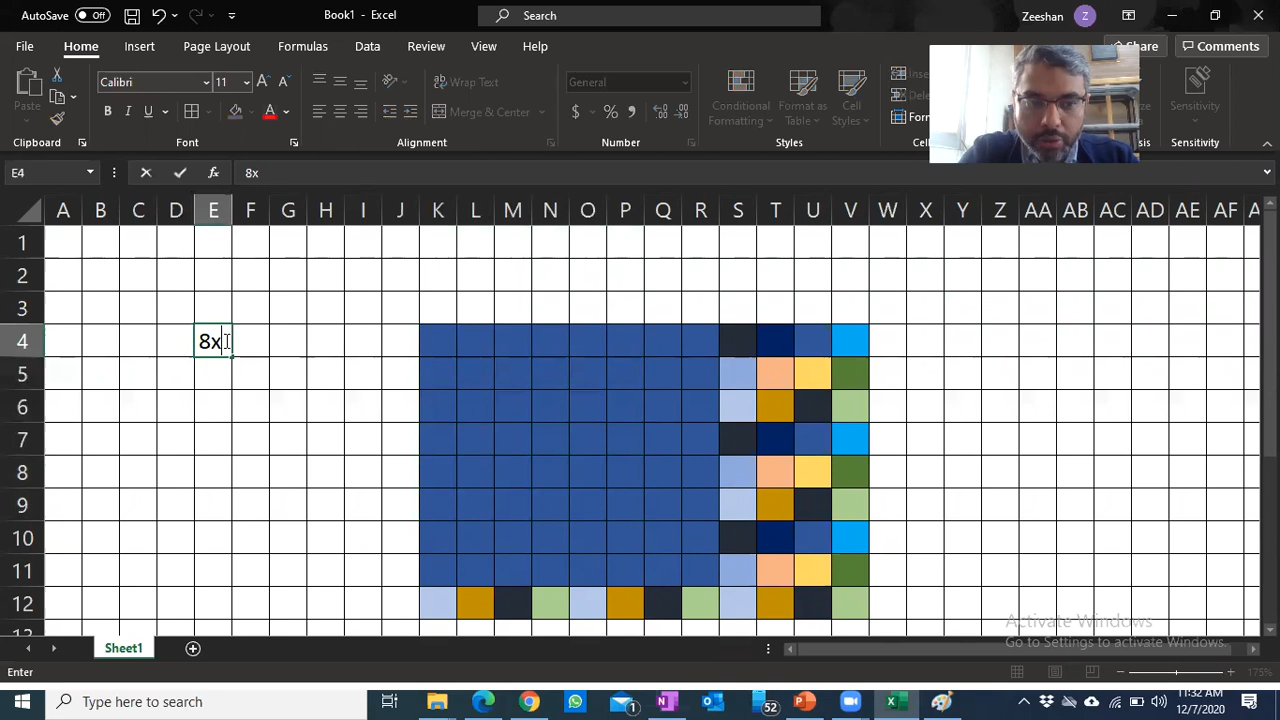 AutoSave Off Book1 - Excel Search Zeeshan Z
File Home Insert Page Layout Formulas Data Review View Help Share Comments
Paste Calibri 11 A A Wrap Text General Conditional Formatting Format as Table Cell Styles Sensitivity
B I U A Merge & Center $ % ,
Clipboard Font Alignment Number Styles Sensitivity
E4 fx 8x
A B C D E F G H I J K L M N O P Q R S T U V W X Y Z AA AB AC AD AE AF
1
2
3
4 8x
5
6
7
8
9
10
11
12
Activate Windows
Go to Settings to activate Windows.
Sheet1
Enter 175%
Type here to search 1 52 11:32 AM
12/7/2020